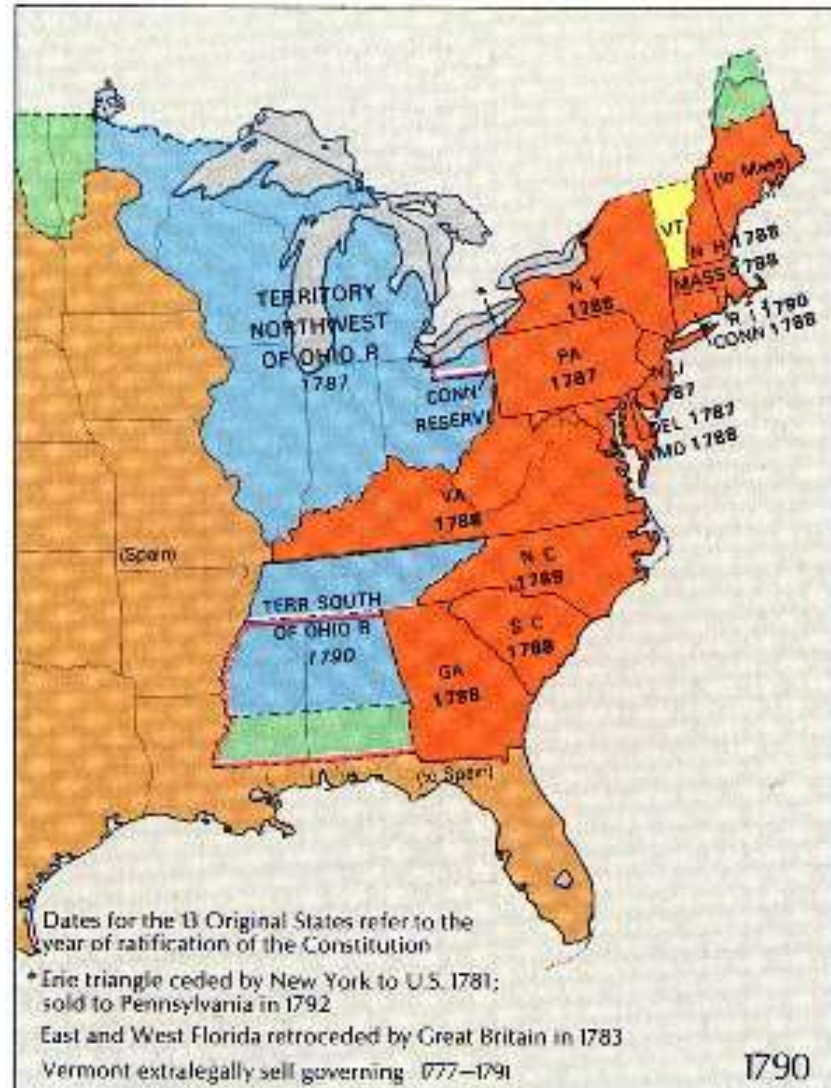 (to Mass)
VT
N H 1788
MASS 1788
R I 1790
CONN 1788
N Y
1788
PA
1787
N J
1787
DEL 1787
MD 1788
TERRITORY
NORTHWEST
OF OHIO R
1787
CONN
RESERVE
VA
1788
(Spain)
N C
1789
TERR SOUTH
OF OHIO R
1790
S C
1788
GA
1788
(to Spain)
Dates for the 13 Original States refer to the
year of ratification of the Constitution
* Erie triangle ceded by New York to U.S. 1781;
sold to Pennsylvania in 1792
East and West Florida retroceded by Great Britain in 1783
Vermont extralegally self governing 1777–1791
1790